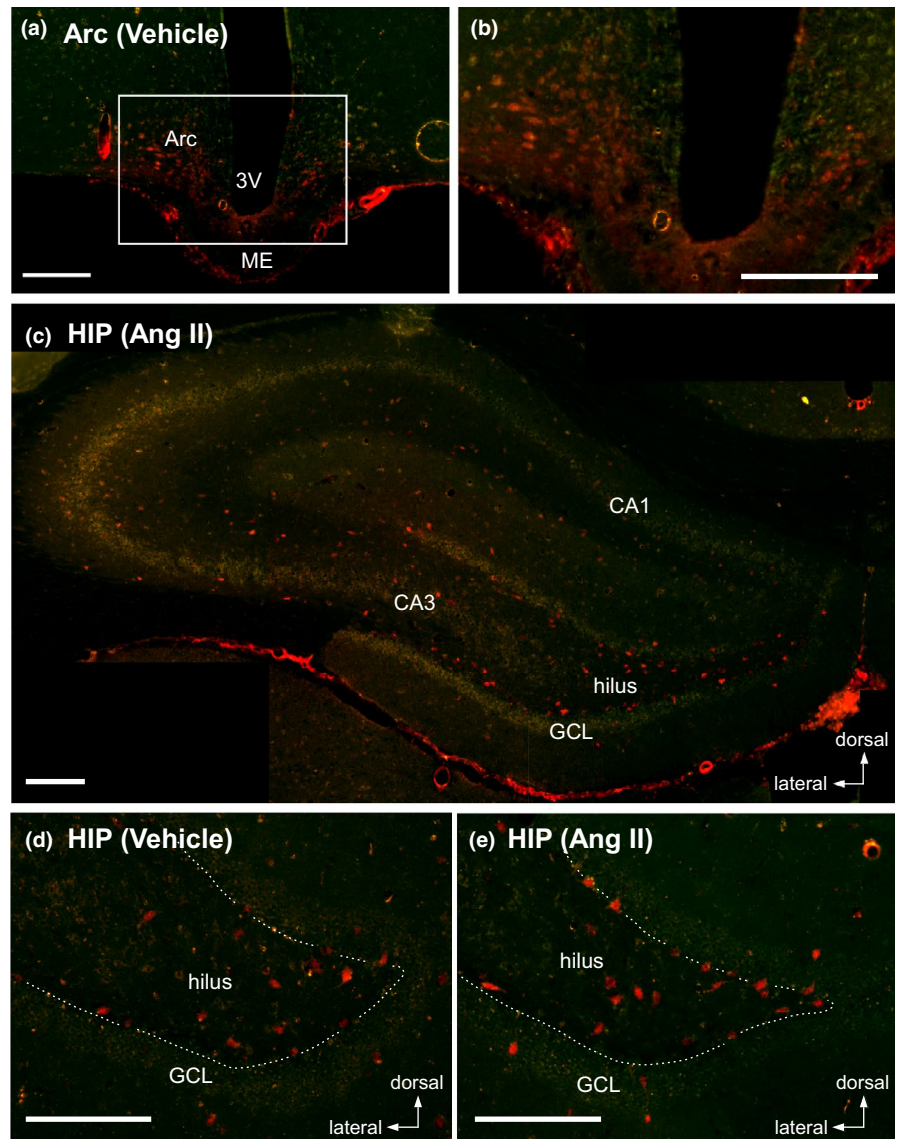 (a) Arc (Vehicle)
Arc
3V
ME
(b)
(c) HIP (Ang II)
CA1
CA3
hilus
GCL
dorsal
lateral
(d) HIP (Vehicle)
hilus
GCL
dorsal
lateral
(e) HIP (Ang II)
hilus
GCL
dorsal
lateral